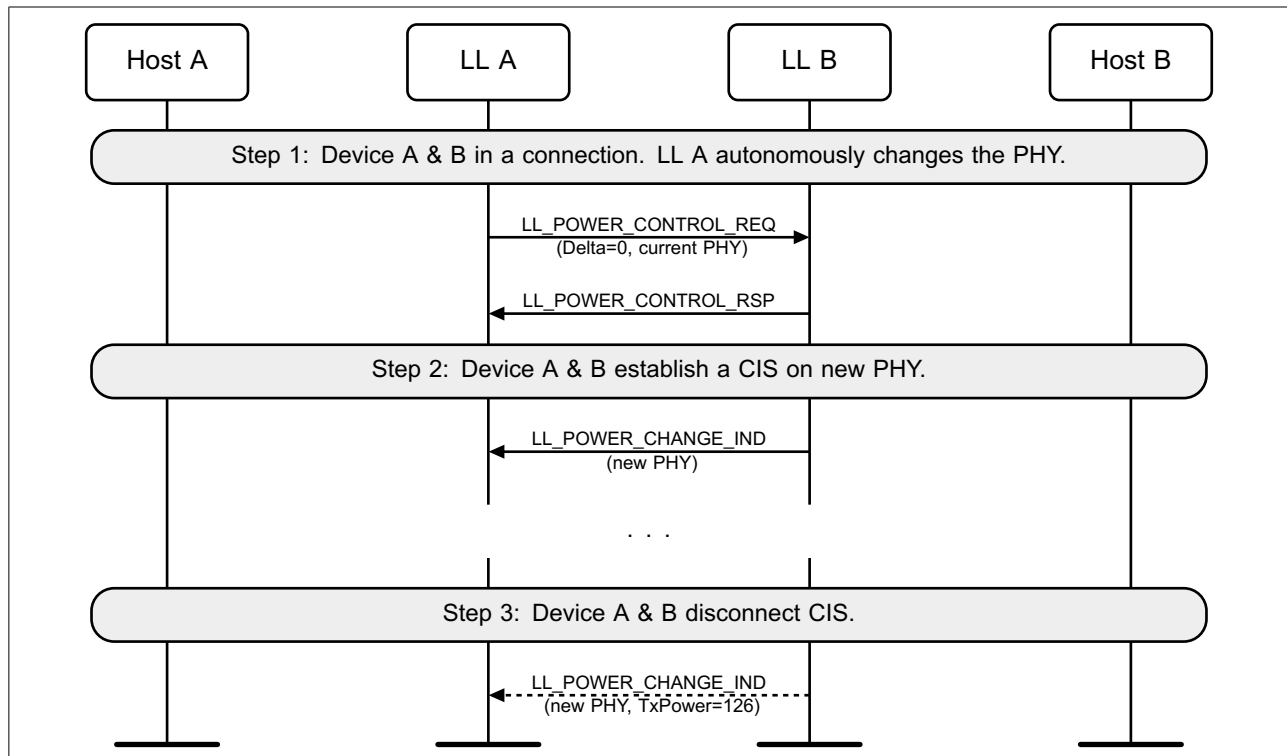 Host A
LL A
LL B
Host B
Step 1: Device A & B in a connection. LL A autonomously changes the PHY.
LL_POWER_CONTROL_REQ
(Delta=0, current PHY)
LL_POWER_CONTROL_RSP
Step 2: Device A & B establish a CIS on new PHY.
LL_POWER_CHANGE_IND
(new PHY)
. . .
Step 3: Device A & B disconnect CIS.
LL_POWER_CHANGE_IND
(new PHY, TxPower=126)